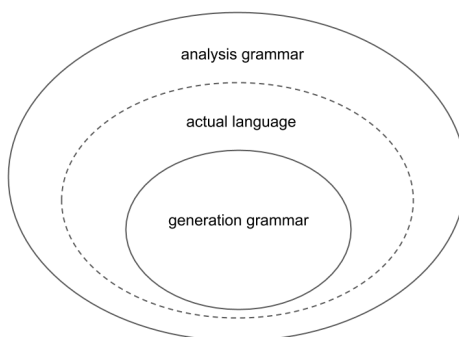 analysis grammar
actual language
generation grammar